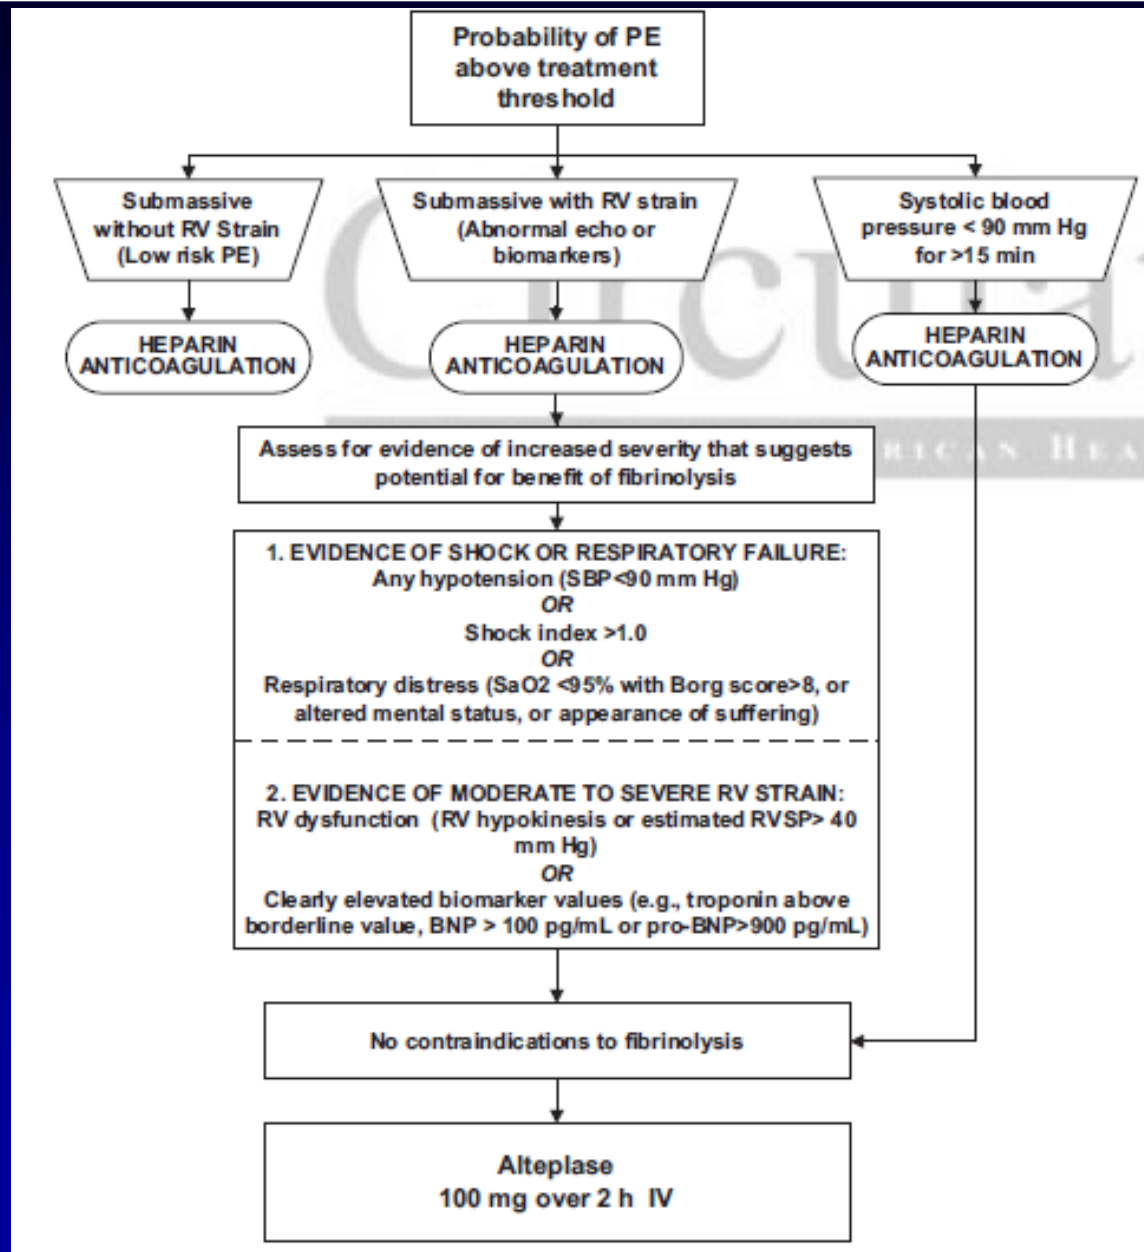 Probability of PE
above treatment
threshold
Submassive
without RV Strain
(Low risk PE)
Submassive with RV strain
(Abnormal echo or
biomarkers)
Systolic blood
pressure < 90 mm Hg
for >15 min
HEPARIN
ANTICOAGULATION
HEPARIN
ANTICOAGULATION
HEPARIN
ANTICOAGULATION
Assess for evidence of increased severity that suggests
potential for benefit of fibrinolysis
1. EVIDENCE OF SHOCK OR RESPIRATORY FAILURE:
Any hypotension (SBP<90 mm Hg)
OR
Shock index >1.0
OR
Respiratory distress (SaO2 <95% with Borg score>8, or
altered mental status, or appearance of suffering)
2. EVIDENCE OF MODERATE TO SEVERE RV STRAIN:
RV dysfunction (RV hypokinesis or estimated RVSP> 40
mm Hg)
OR
Clearly elevated biomarker values (e.g., troponin above
borderline value, BNP > 100 pg/mL or pro-BNP>900 pg/mL)
No contraindications to fibrinolysis
Alteplase
100 mg over 2 h IV